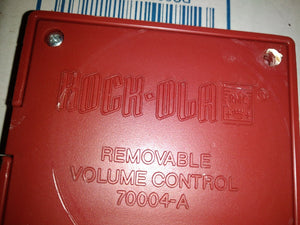 ROCK-OLA
REMOVABLE
VOLUME CONTROL
70004-A